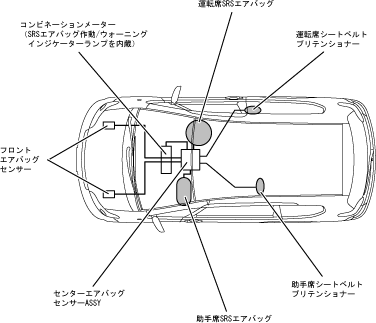 運転席SRSエアバッグ
コンビネーションメーター
(SRSエアバッグ作動/ウォーニング
インジケーターランプを内蔵)
運転席シートベルト
プリテンショナー
フロント
エアバッグ
センサー
センターエアバッグ
センサーASSY
助手席シートベルト
プリテンショナー
助手席SRSエアバッグ